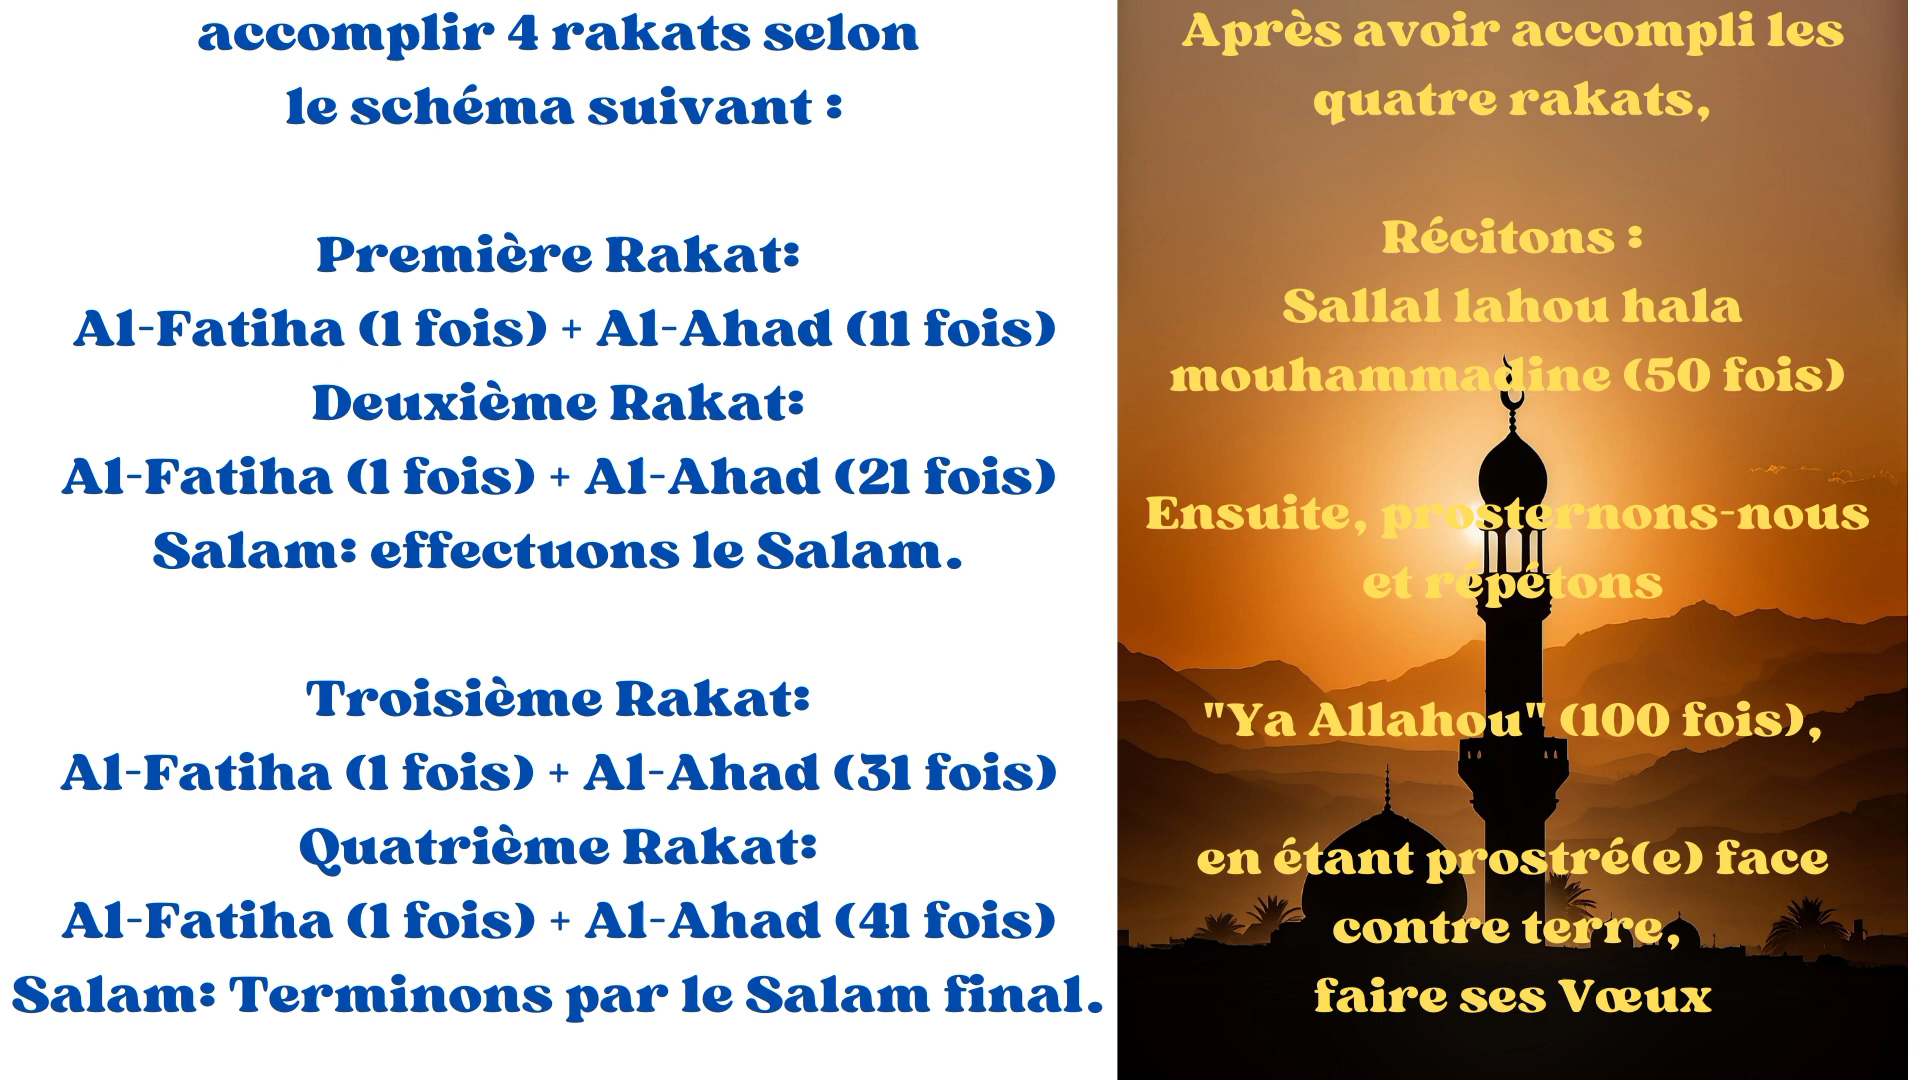 accomplir 4 rakats selon
le schéma suivant :
Première Rakat:
Al-Fatiha (1 fois) + Al-Ahad (11 fois)
Deuxième Rakat:
Al-Fatiha (1 fois) + Al-Ahad (21 fois)
Salam: effectuons le Salam.
Troisième Rakat:
Al-Fatiha (1 fois) + Al-Ahad (31 fois)
Quatrième Rakat:
Al-Fatiha (1 fois) + Al-Ahad (41 fois)
Salam: Terminons par le Salam final.
Après avoir accompli les
quatre rakats,
Récitons :
Sallal lahou hala
mouhammadine (50 fois)
Ensuite, prosternons-nous
et répétons
"Ya Allahou" (100 fois),
en étant prostré(e) face
contre terre,
faire ses Vœux